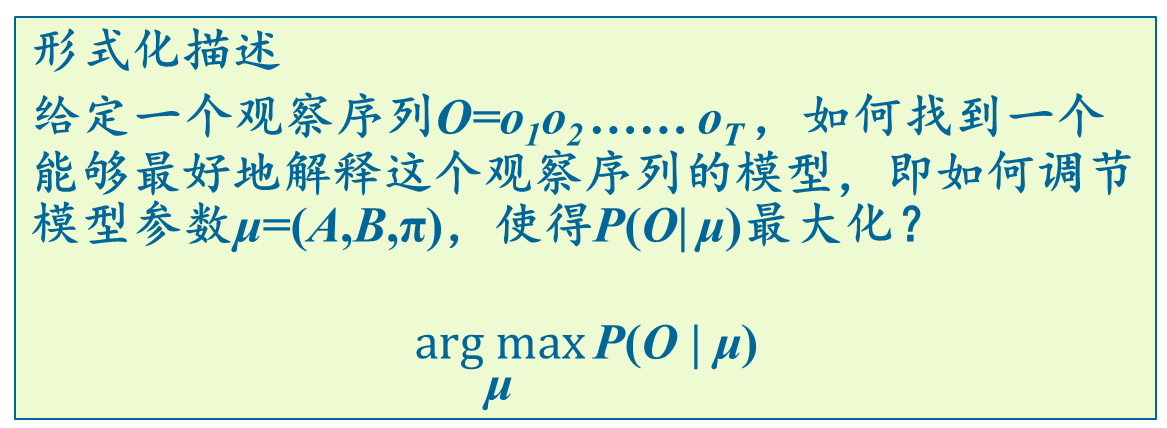 形式化描述
给定一个观察序列O=o₁o₂…… o_T，如何找到一个
能够最好地解释这个观察序列的模型，即如何调节
模型参数μ=(A,B,π)，使得P(O| μ)最大化？
arg max P(O | μ)
μ